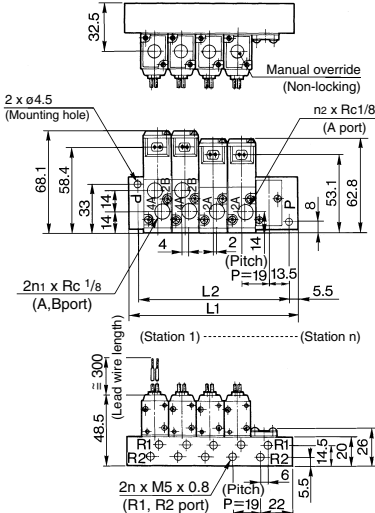 32.5
Manual override
(Non-locking)
2 x ø4.5
(Mounting hole)
n2 x Rc1/8
(A port)
68.1
58.4
33
14
14
P
4A
2B
4A
2B
2A
2A
P
8
53.1
62.8
4
2
14
(Pitch)
P=19
13.5
2n1 x Rc 1/8
(A,Bport)
L2
5.5
L1
(Station 1) (Station n)
≈ 300
(Lead wire length)
48.5
R1
R2
R1
R2
14.5
20
26
6
5.5
2n x M5 x 0.8
(R1, R2 port)
(Pitch)
P=19
22